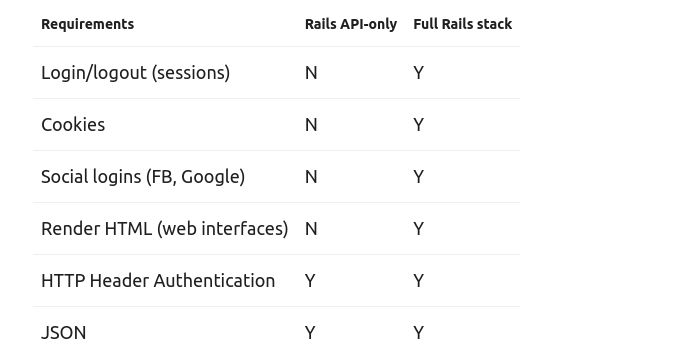 Requirements Rails API-only Full Rails stack
Login/logout (sessions) N Y
Cookies N Y
Social logins (FB, Google) N Y
Render HTML (web interfaces) N Y
HTTP Header Authentication Y Y
JSON Y Y